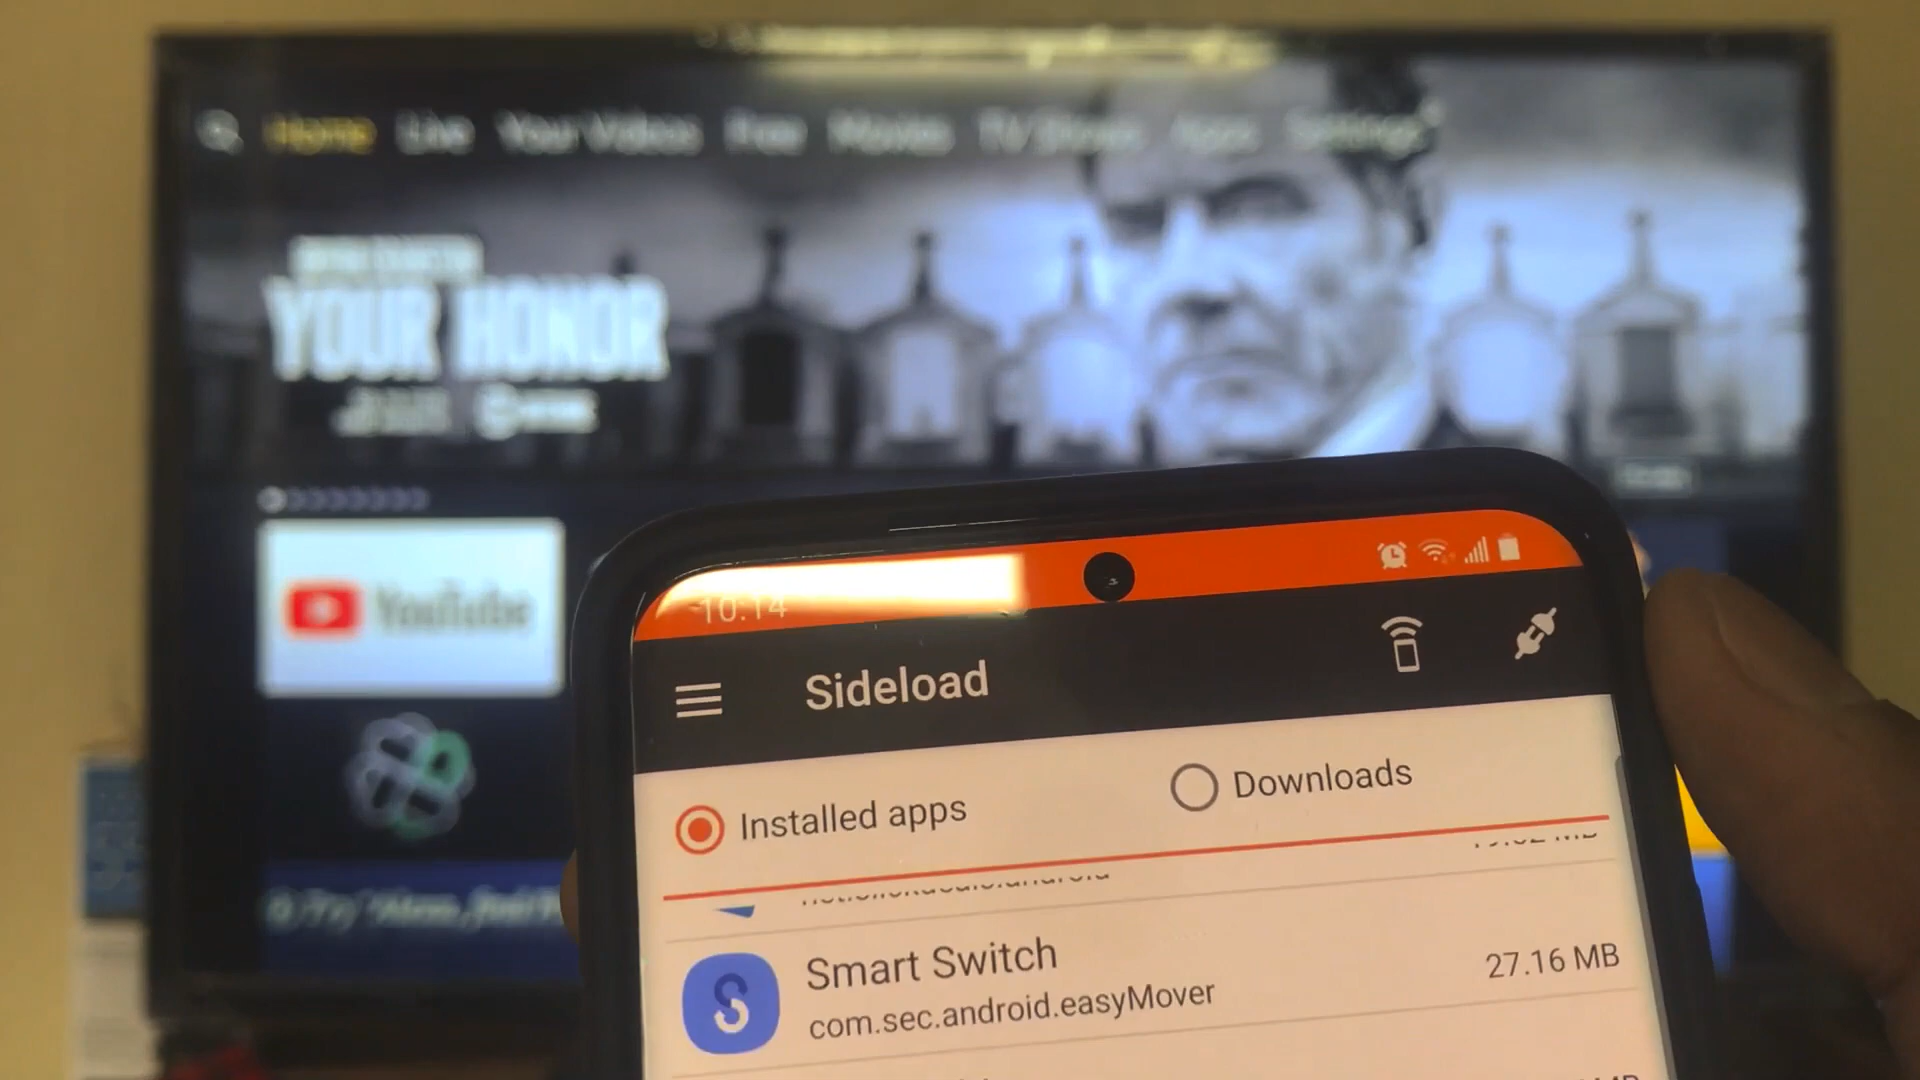 Home Live Your Videos Free Movies TV Shows Apps Settings
YOUR HONOR
YouTube
10:14
Sideload
Installed apps
Downloads
Smart Switch
27.16 MB
com.sec.android.easyMover